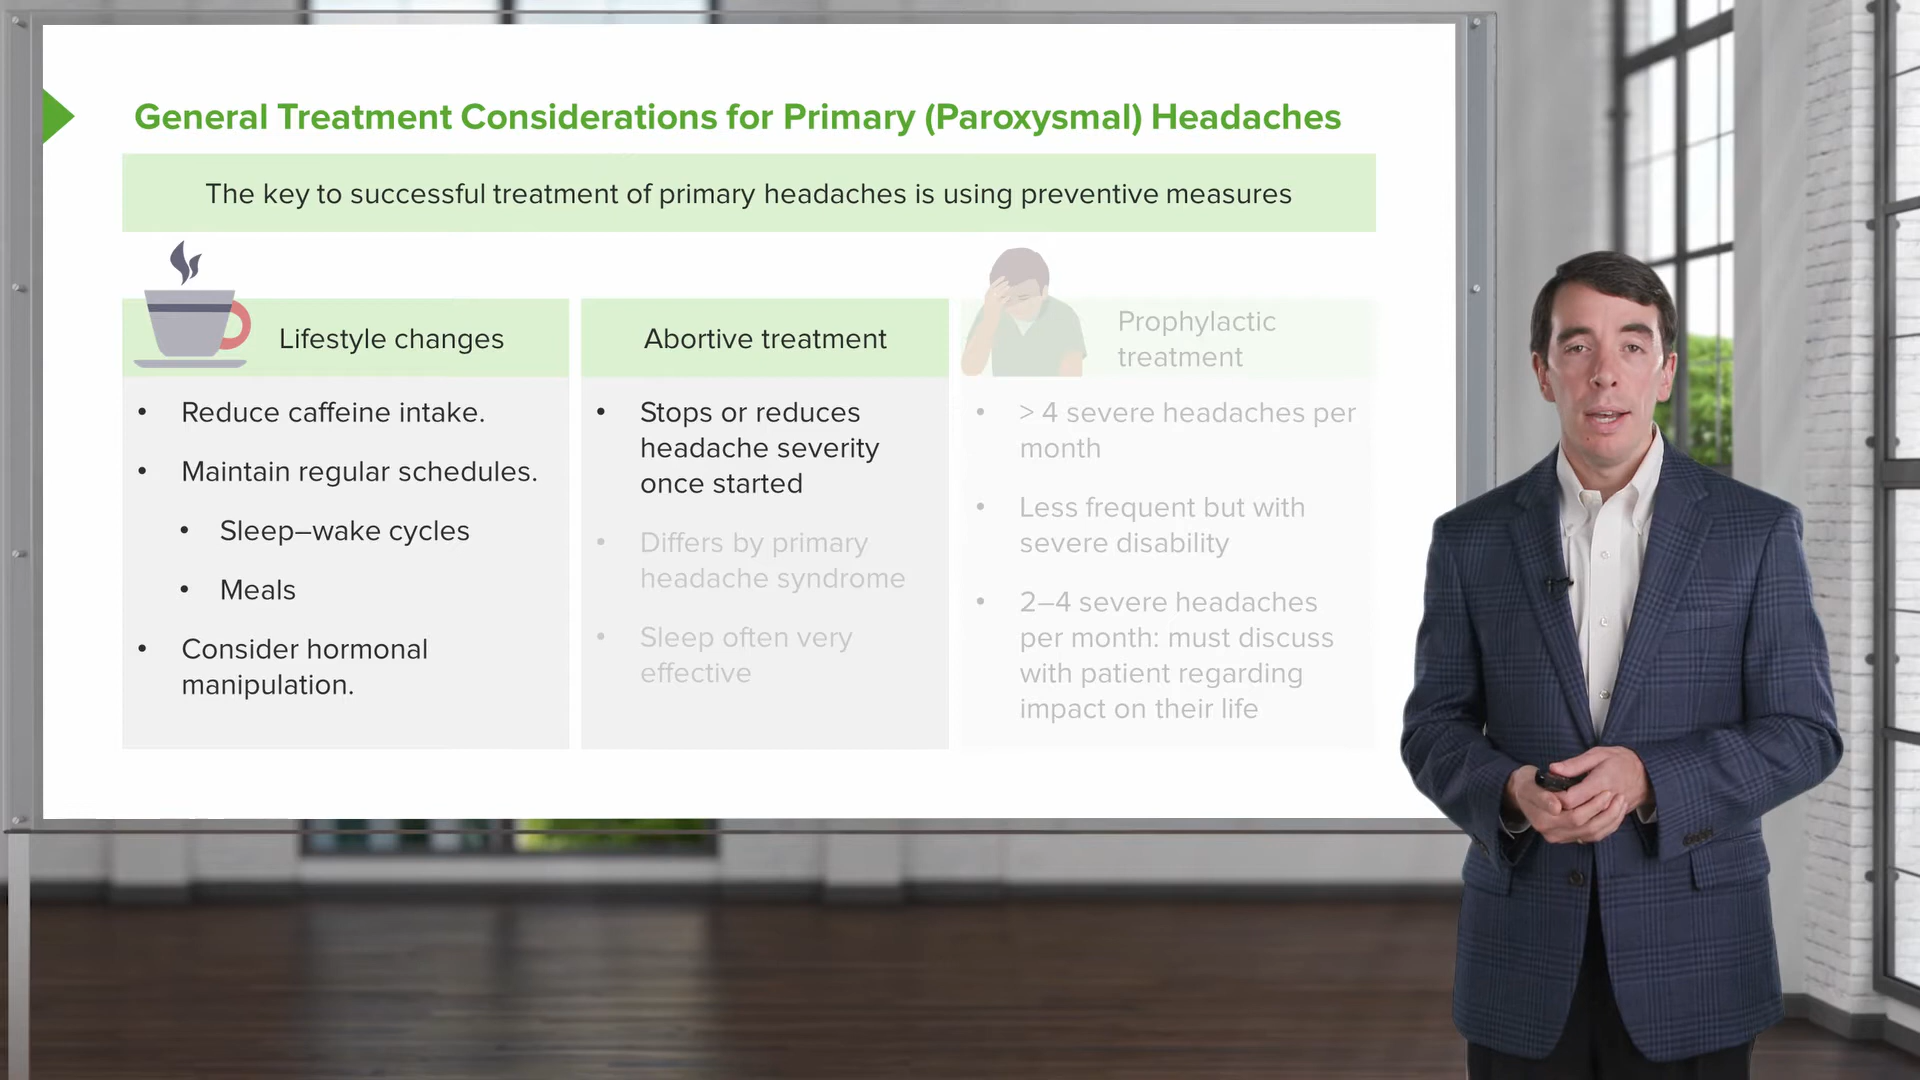 General Treatment Considerations for Primary (Paroxysmal) Headaches
The key to successful treatment of primary headaches is using preventive measures
Lifestyle changes
• Reduce caffeine intake.
• Maintain regular schedules.
• Sleep–wake cycles
• Meals
• Consider hormonal
manipulation.
Abortive treatment
• Stops or reduces
headache severity
once started
• Differs by primary
headache syndrome
• Sleep often very
effective
Prophylactic
treatment
• > 4 severe headaches per
month
• Less frequent but with
severe disability
• 2–4 severe headaches
per month: must discuss
with patient regarding
impact on their life